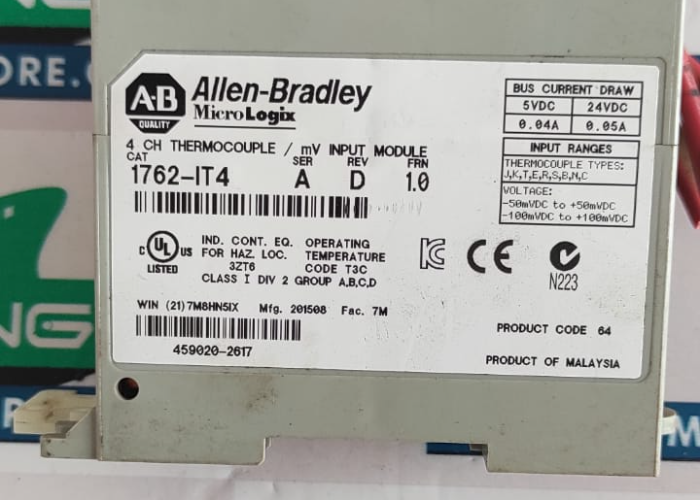 ORE.C
NG
A-B
QUALITY
Allen-Bradley
MicroLogix
4 CH THERMOCOUPLE / mV INPUT MODULE
CAT SER REV FRN
1762-IT4 A D 1.0
BUS CURRENT DRAW
5VDC 24VDC
0.04A 0.05A
INPUT RANGES
THERMOCOUPLE TYPES:
J,K,T,E,R,S,B,N,C
VOLTAGE:
-50mVDC to +50mVDC
-100mVDC to +100mVDC
C UL US
LISTED
IND. CONT. EQ.
FOR HAZ. LOC.
3ZT6
OPERATING
TEMPERATURE
CODE T3C
CLASS I DIV 2 GROUP A,B,C,D
CE
N223
WIN (21) 7M8HN5IX Mfg. 201508 Fac. 7M
459020-2617
PRODUCT CODE 64
PRODUCT OF MALAYSIA
M